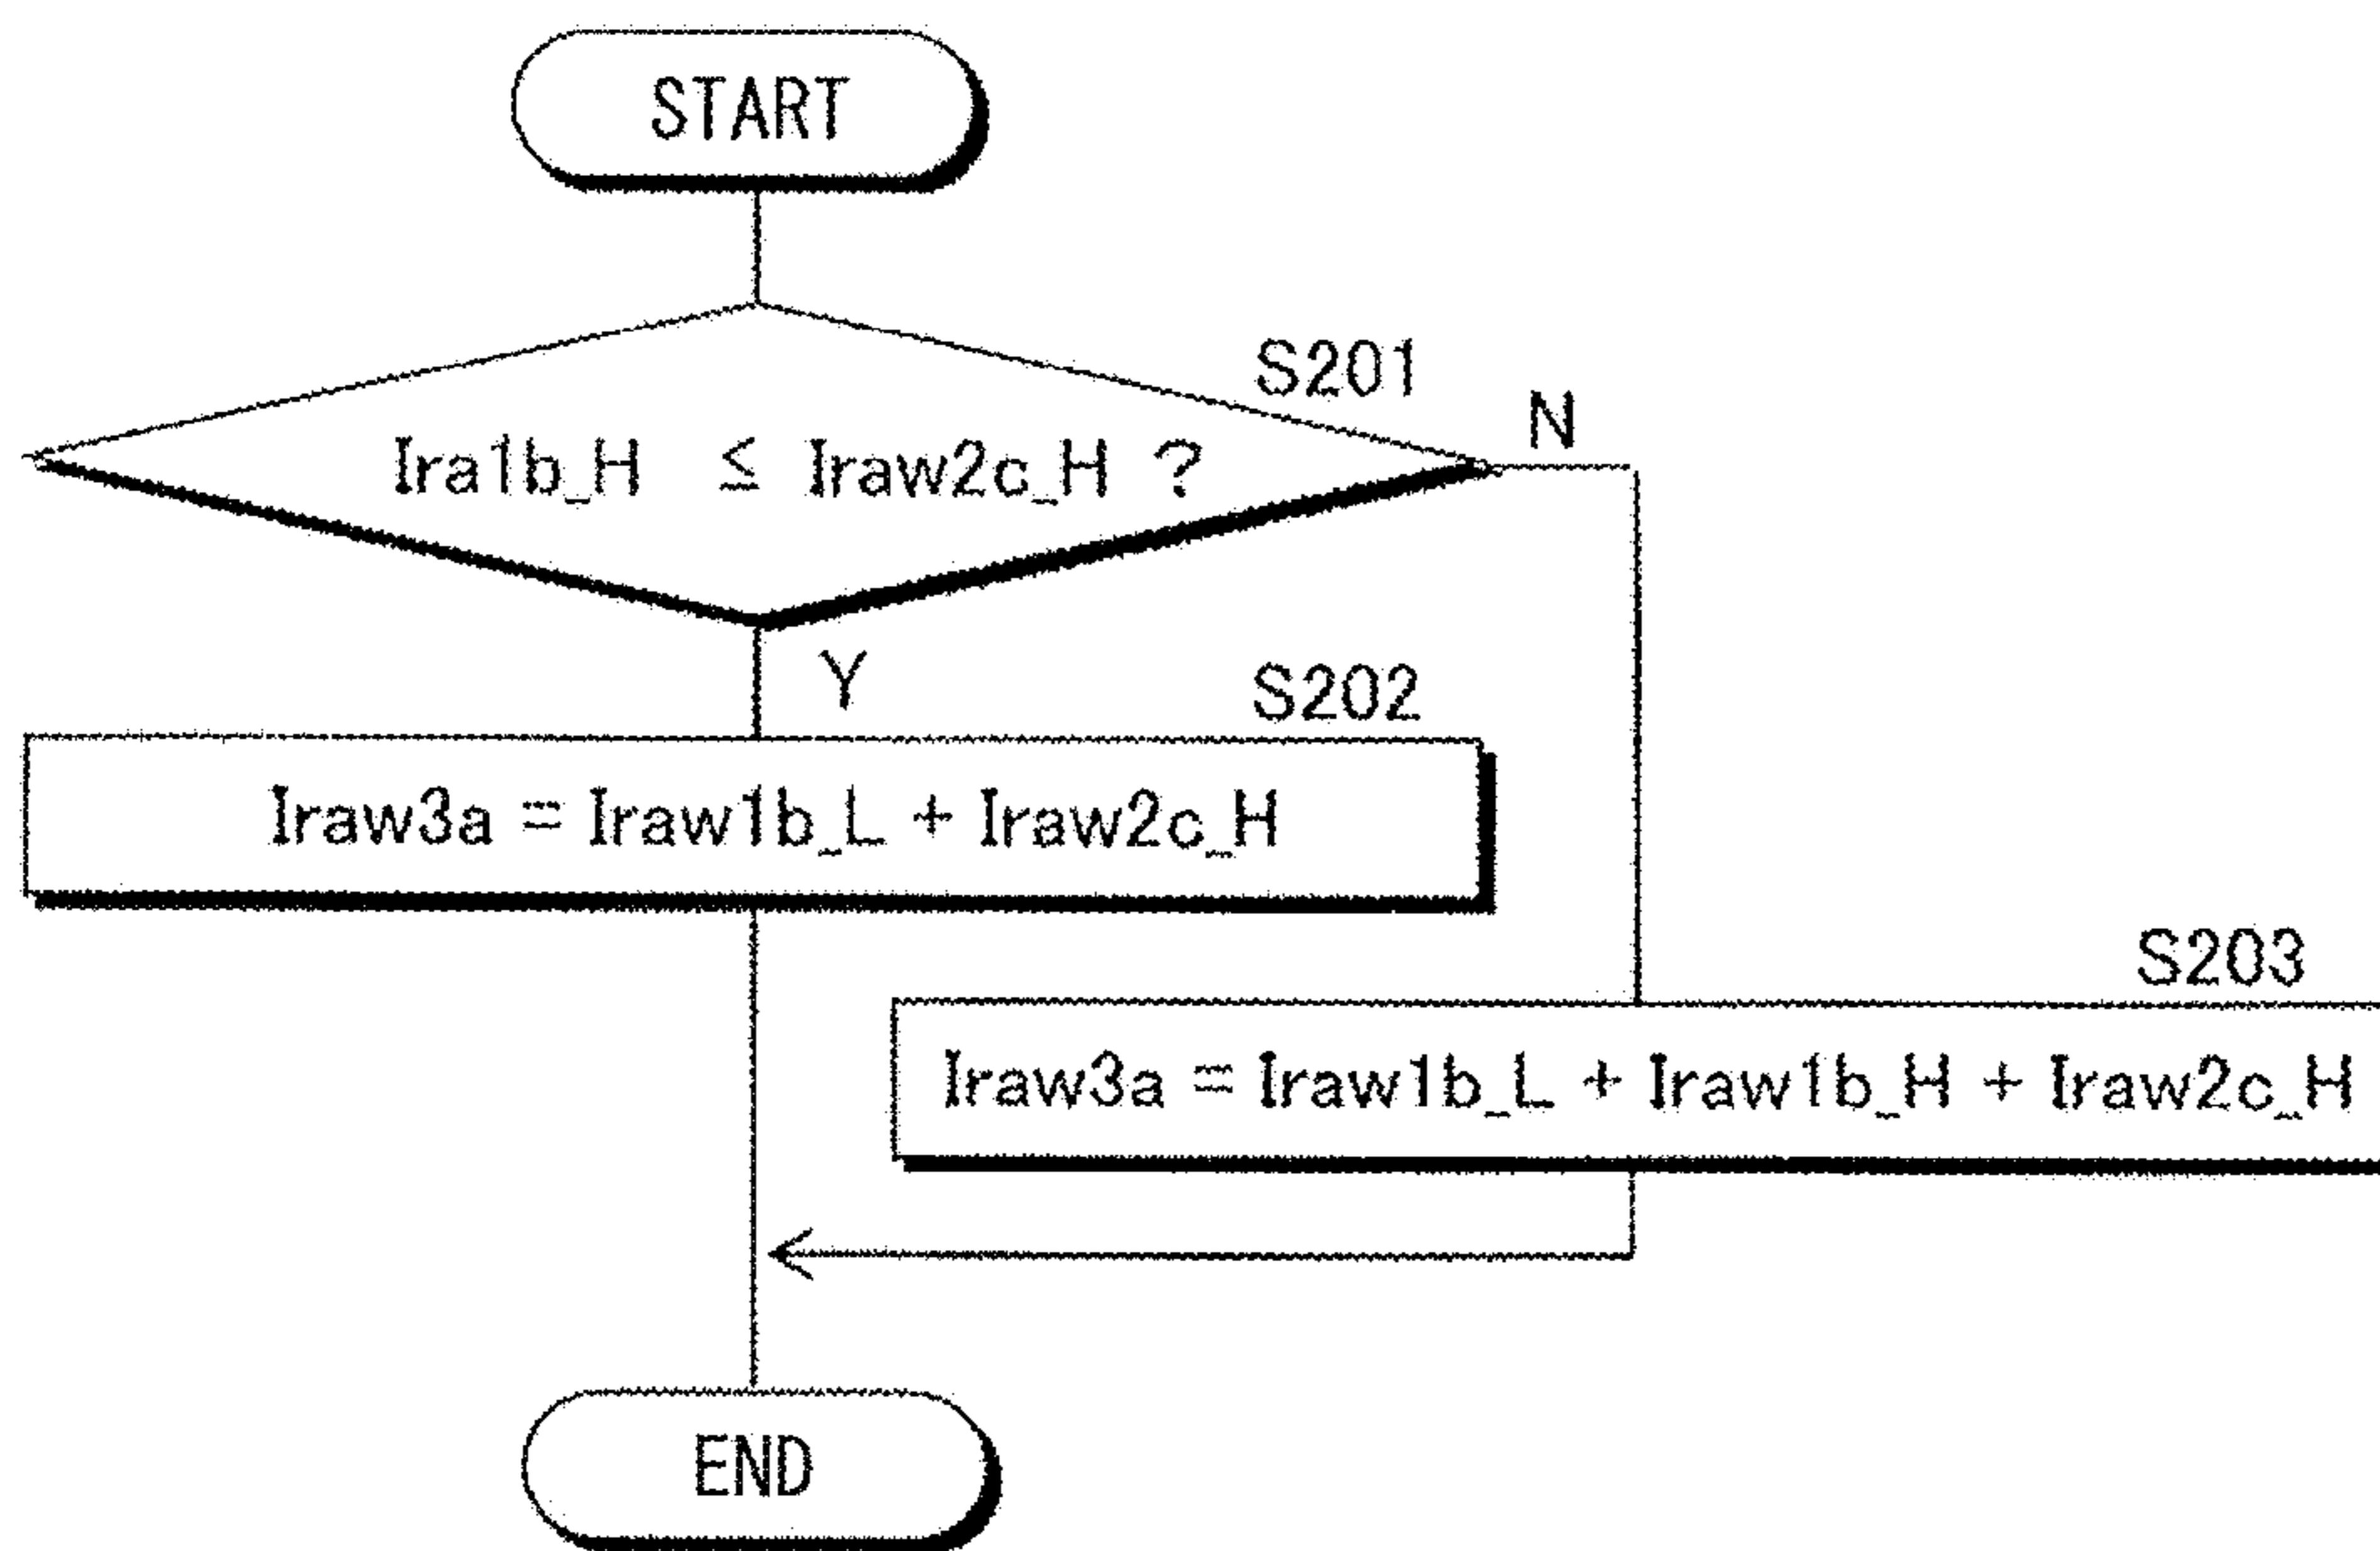 START
S201
N
Ira1b_H ≤ Iraw2c_H ?
Y
S202
Iraw3a = Iraw1b_L + Iraw2c_H
S203
Iraw3a = Iraw1b_L + Iraw1b_H + Iraw2c_H
END